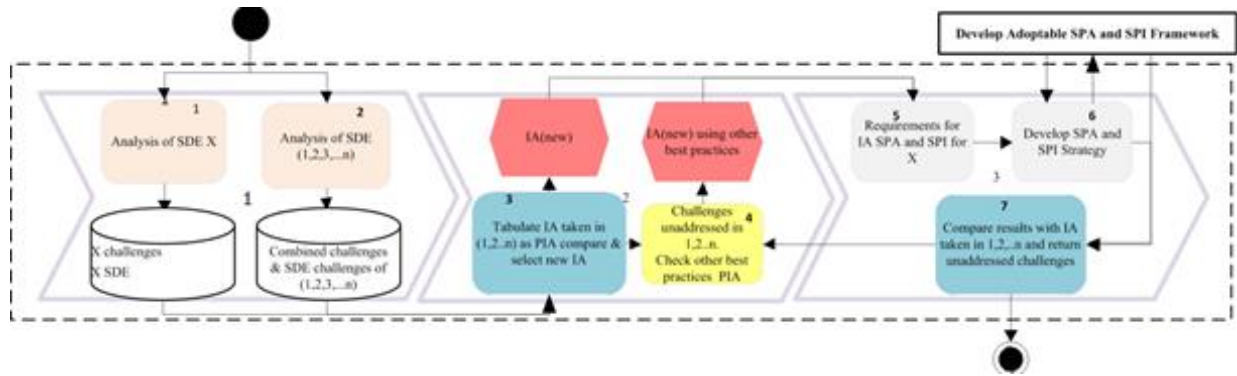 Develop Adoptable SPA and SPI Framework
1
Analysis of SDE X
2
Analysis of SDE
(1,2,3,...n)
1
X challenges
X SDE
Combined challenges
& SDE challenges of
(1,2,3,...n)
IA(new)
IA(new) using other
best practices
3
Tabulate IA taken in
(1,2..n) as PIA compare &
select new IA
2
4
Challenges
unaddressed in
1,2..n.
Check other best
practices PIA
5
Requirements for
IA SPA and SPI for
X
6
Develop SPA and
SPI Strategy
3
7
Compare results with IA
taken in 1,2,..n and return
unaddressed challenges